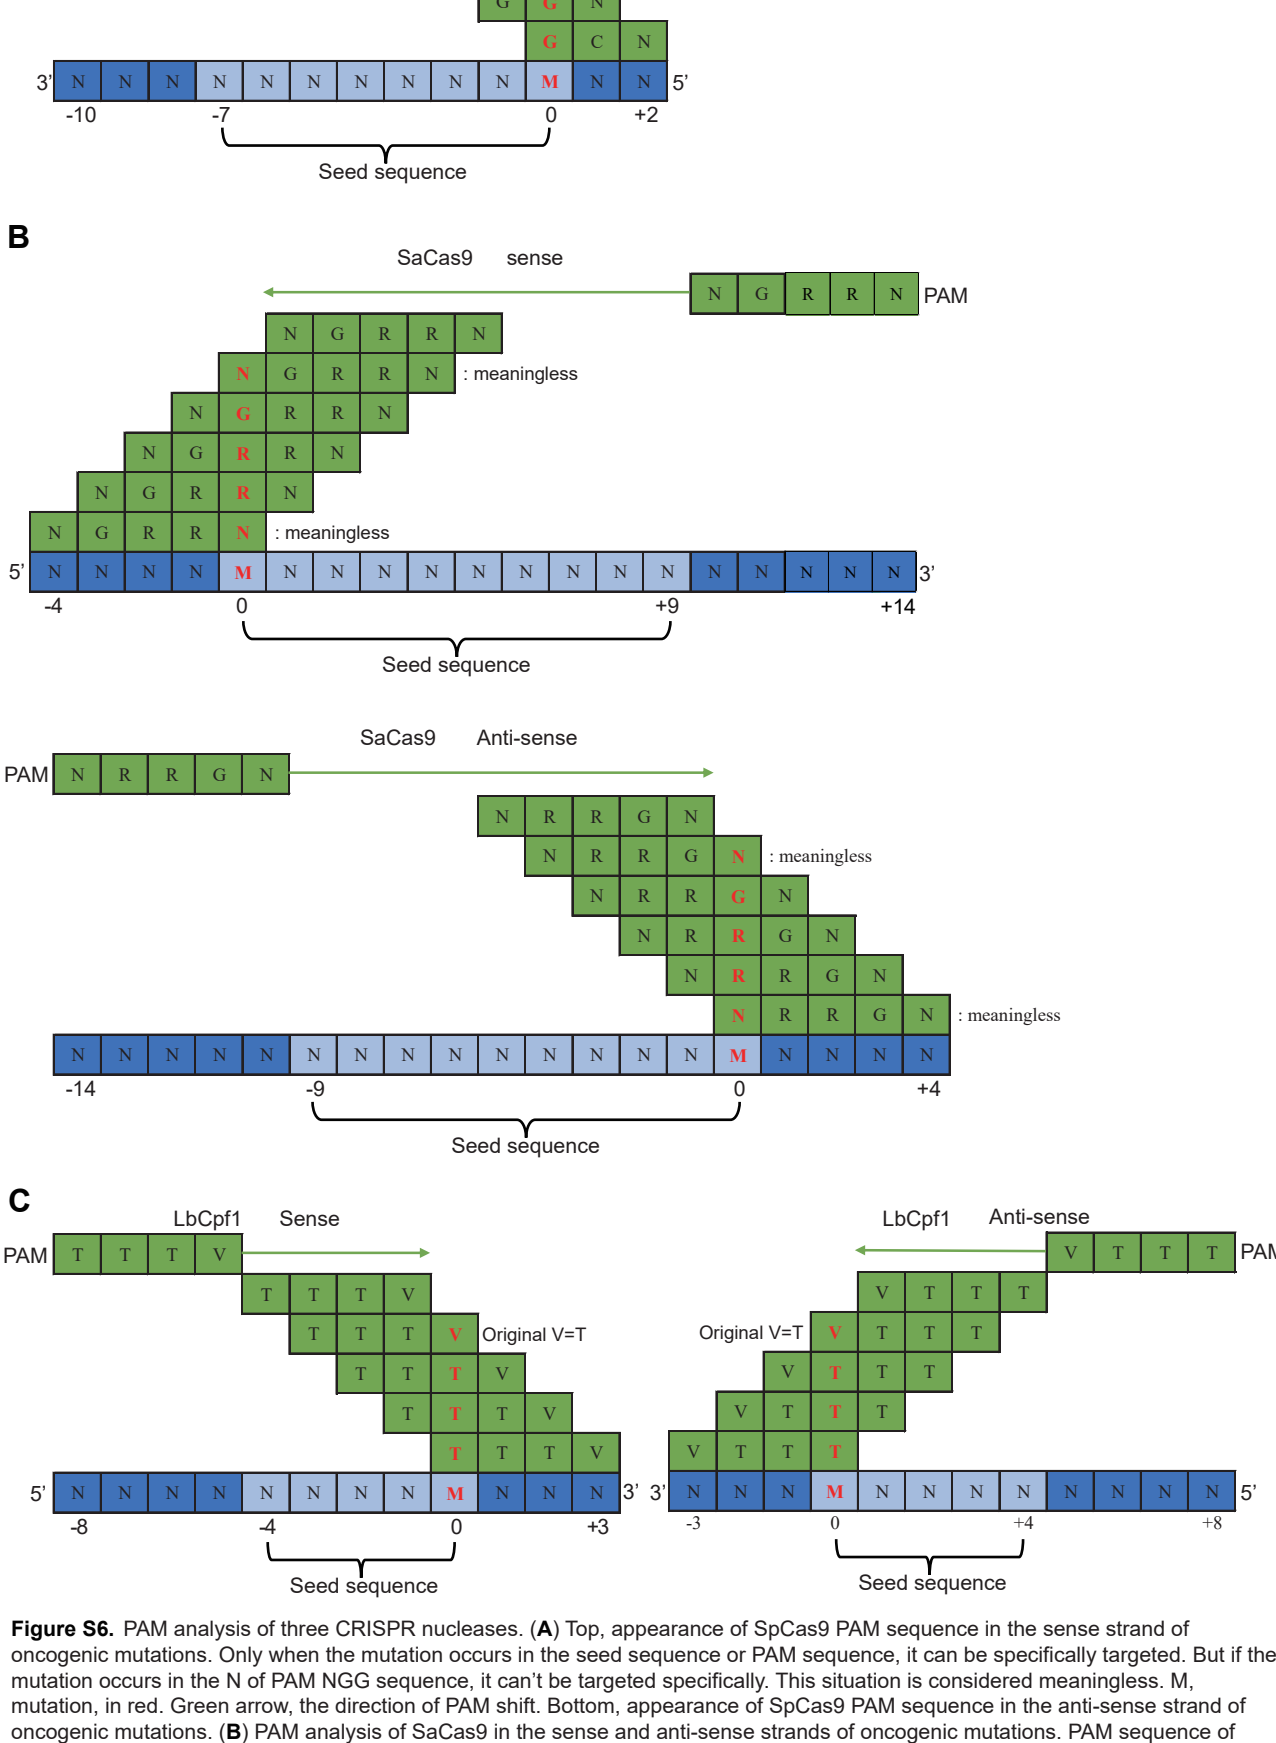 G G N
G C N
3’ N N N N N N N N N N M N N 5’
-10 -7 0 +2
Seed sequence
B
SaCas9 sense
N G R R N PAM
N G R R N
N G R R N : meaningless
N G R R N
N G R R N
N G R R N
N G R R N : meaningless
5’ N N N N M N N N N N N N N N N N N N N 3’
-4 0 +9 +14
Seed sequence
SaCas9 Anti-sense
PAM N R R G N
N R R G N
N R R G N : meaningless
N R R G N
N R R G N
N R R G N
N R R G N : meaningless
N N N N N N N N N N N N N N M N N N N
-14 -9 0 +4
Seed sequence
C
LbCpf1 Sense
PAM T T T V
T T T V
T T T V Original V=T
T T T V
T T T V
T T T V
5’ N N N N N N N N M N N N 3’
-8 -4 0 +3
Seed sequence
LbCpf1 Anti-sense
V T T T PAM
V T T T
Original V=T V T T T
V T T T
V T T T
V T T T
3’ N N N M N N N N N N N N 5’
-3 0 +4 +8
Seed sequence
Figure S6. PAM analysis of three CRISPR nucleases. (A) Top, appearance of SpCas9 PAM sequence in the sense strand of
oncogenic mutations. Only when the mutation occurs in the seed sequence or PAM sequence, it can be specifically targeted. But if the
mutation occurs in the N of PAM NGG sequence, it can’t be targeted specifically. This situation is considered meaningless. M,
mutation, in red. Green arrow, the direction of PAM shift. Bottom, appearance of SpCas9 PAM sequence in the anti-sense strand of
oncogenic mutations. (B) PAM analysis of SaCas9 in the sense and anti-sense strands of oncogenic mutations. PAM sequence of